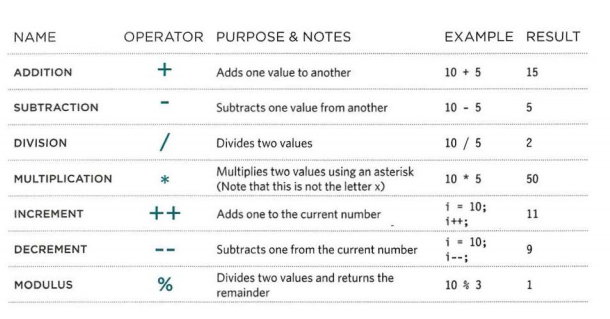 NAME OPERATOR PURPOSE & NOTES EXAMPLE RESULT
ADDITION + Adds one value to another 10 + 5 15
SUBTRACTION - Subtracts one value from another 10 - 5 5
DIVISION / Divides two values 10 / 5 2
MULTIPLICATION * Multiplies two values using an asterisk 10 * 5 50
(Note that this is not the letter x)
INCREMENT ++ Adds one to the current number i = 10; 11
i++;
DECREMENT -- Subtracts one from the current number i = 10; 9
i--;
MODULUS % Divides two values and returns the 10 % 3 1
remainder